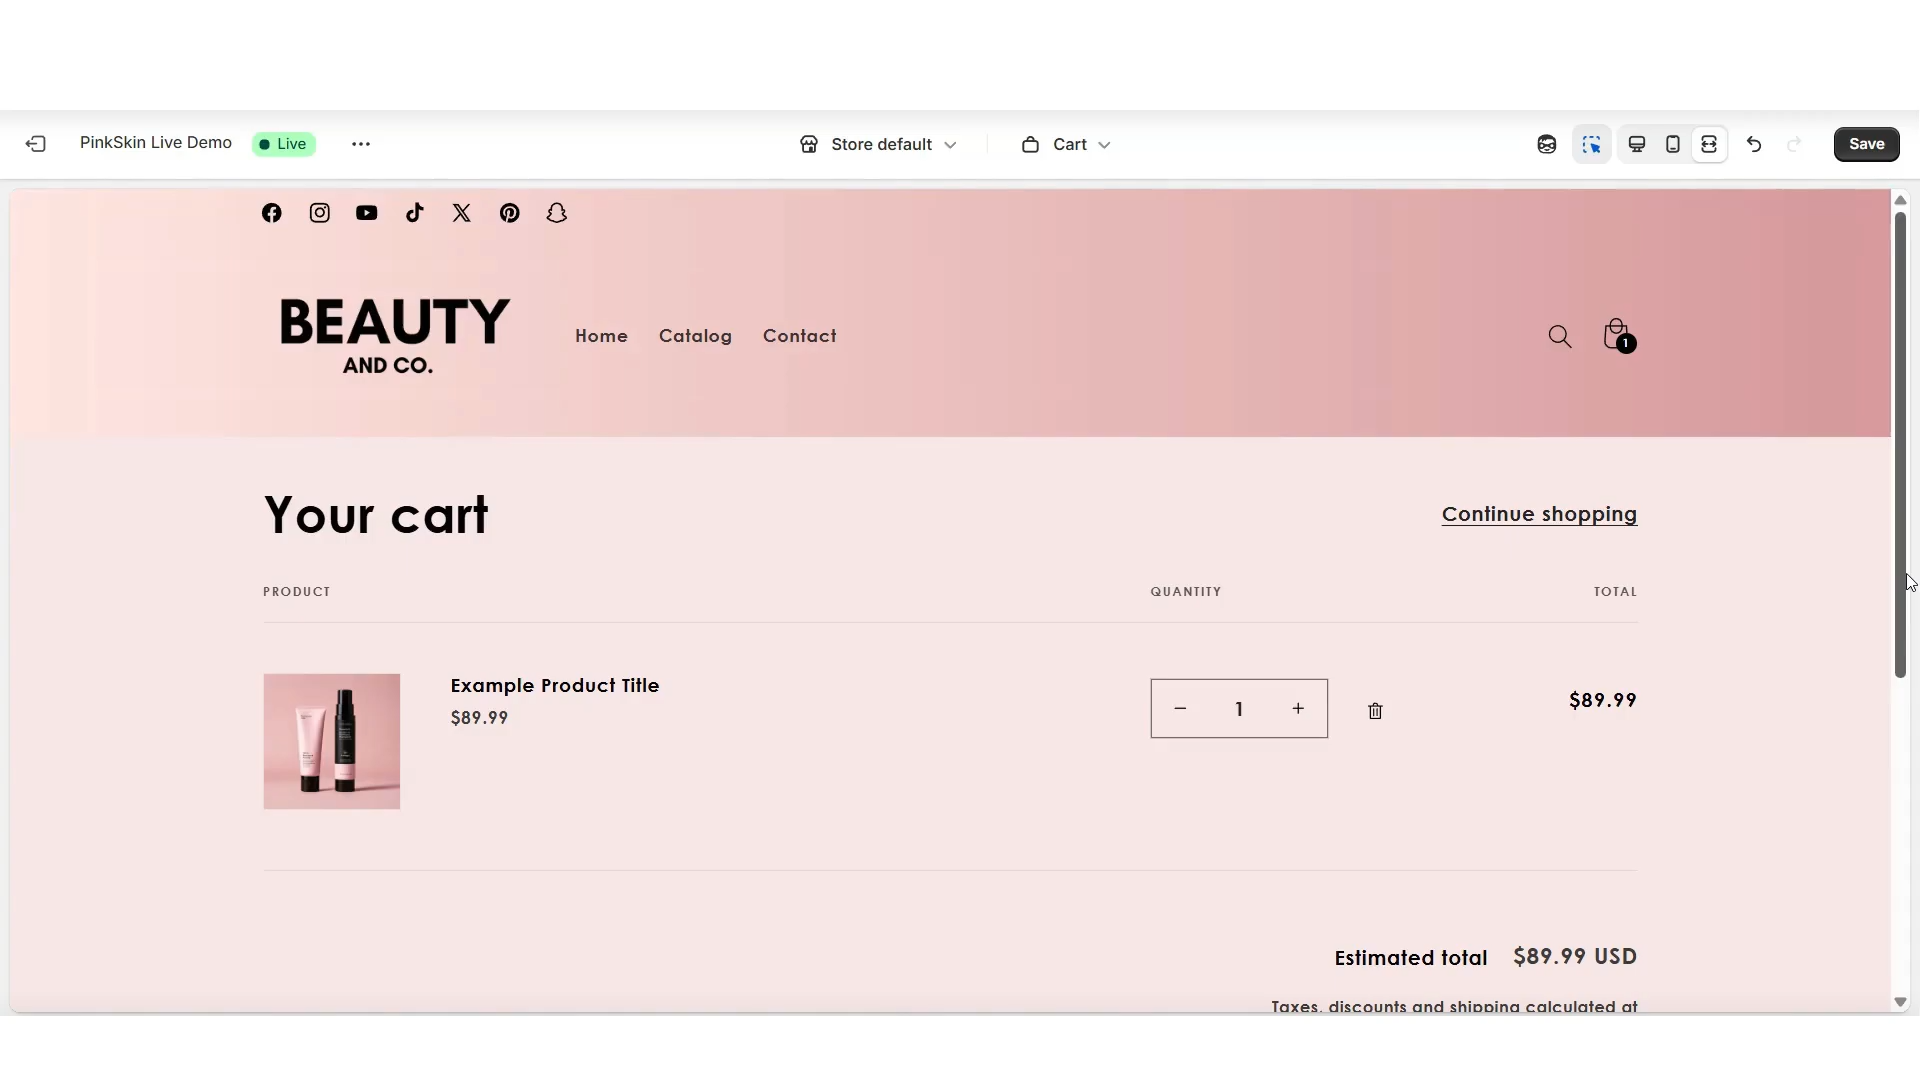 PinkSkin Live Demo
Live
Store default
Cart
Save
BEAUTY
AND CO.
Home
Catalog
Contact
1
Your cart
Continue shopping
PRODUCT
QUANTITY
TOTAL
Example Product Title
$89.99
1
$89.99
Estimated total
$89.99 USD
Taxes, discounts and shipping calculated at